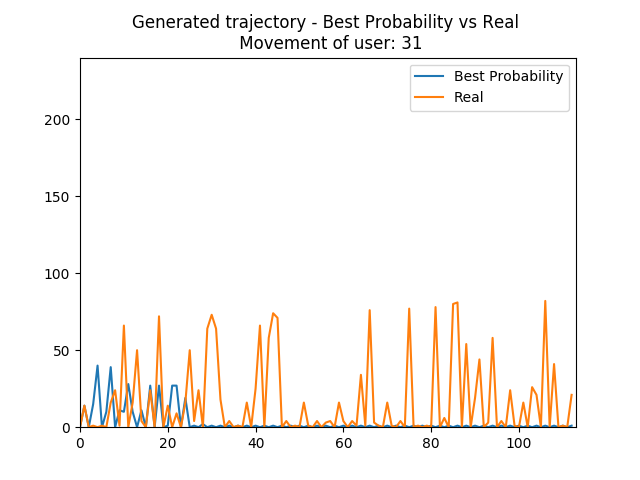 Generated trajectory - Best Probability vs Real
Movement of user: 31
Best Probability
Real
200
150
100
50
0
0 20 40 60 80 100